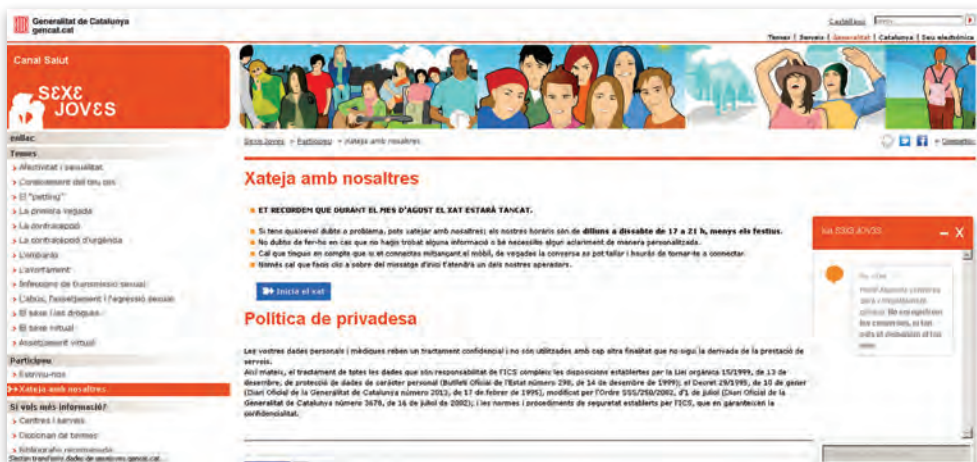 Generalitat de Catalunya
gencat.cat
Castellano
Temes | Serveis | Generalitat | Catalunya | Seu electrònica
Canal Salut
SEXE
JOVES
enllac
Temes
Afectivitat i sexualitat
Coneixement del teu cos
El "petting"
La primera vegada
La contracepció
La contracepció d'urgència
L'embaràs
L'avortament
Infeccions de transmissió sexual
L'abús, l'assetjament i l'agressió sexual
El sexe i les drogues
El sexe virtual
Assetjament virtual
Participeu
Escriviu-nos
Xateja amb nosaltres
Si vols més informació?
Centres i serveis
Diccionari de termes
Bibliografia recomanada
Sexe Joves > Participeu > Xateja amb nosaltres
Xateja amb nosaltres
ET RECORDEM QUE DURANT EL MES D'AGOST EL XAT ESTARÀ TANCAT.
Si tens qualsevol dubte o problema, pots xatejar amb nosaltres; els nostres horaris són de dilluns a dissabte de 17 a 21 h, menys els festius.
No dubtis de fer-ho en cas que no hagis trobat alguna informació o bé necessitis algun aclariment de manera personalitzada.
Cal que tinguis en compte que si et connectes mitjançant el mòbil, de vegades la conversa es pot tallar i hauràs de tornar-te a connectar.
Només cal que facis clic a sobre del missatge d'inici t'atendrà un dels nostres operadors.
Inicia el xat
Política de privadesa
Les vostres dades personals i mèdiques reben un tractament confidencial i no són utilitzades amb cap altra finalitat que no sigui la derivada de la prestació de
serveis.
Així mateix, el tractament de totes les dades que són responsabilitat de l'ICS compleix les disposicions establertes per la Llei orgànica 15/1999, de 13 de
desembre, de protecció de dades de caràcter personal (Butlletí Oficial de l'Estat número 298, de 14 de desembre de 1999); el Decret 29/1995, de 10 de gener
(Diari Oficial de la Generalitat de Catalunya número 2013, de 17 de febrer de 1995), modificat per l'Ordre SSS/250/2002, d'1 de juliol (Diari Oficial de la
Generalitat de Catalunya número 3678, de 16 de juliol de 2002); i les normes i procediments de seguretat establerts per l'ICS, que en garanteixen la
confidencialitat.
Xat SEXE JOVES